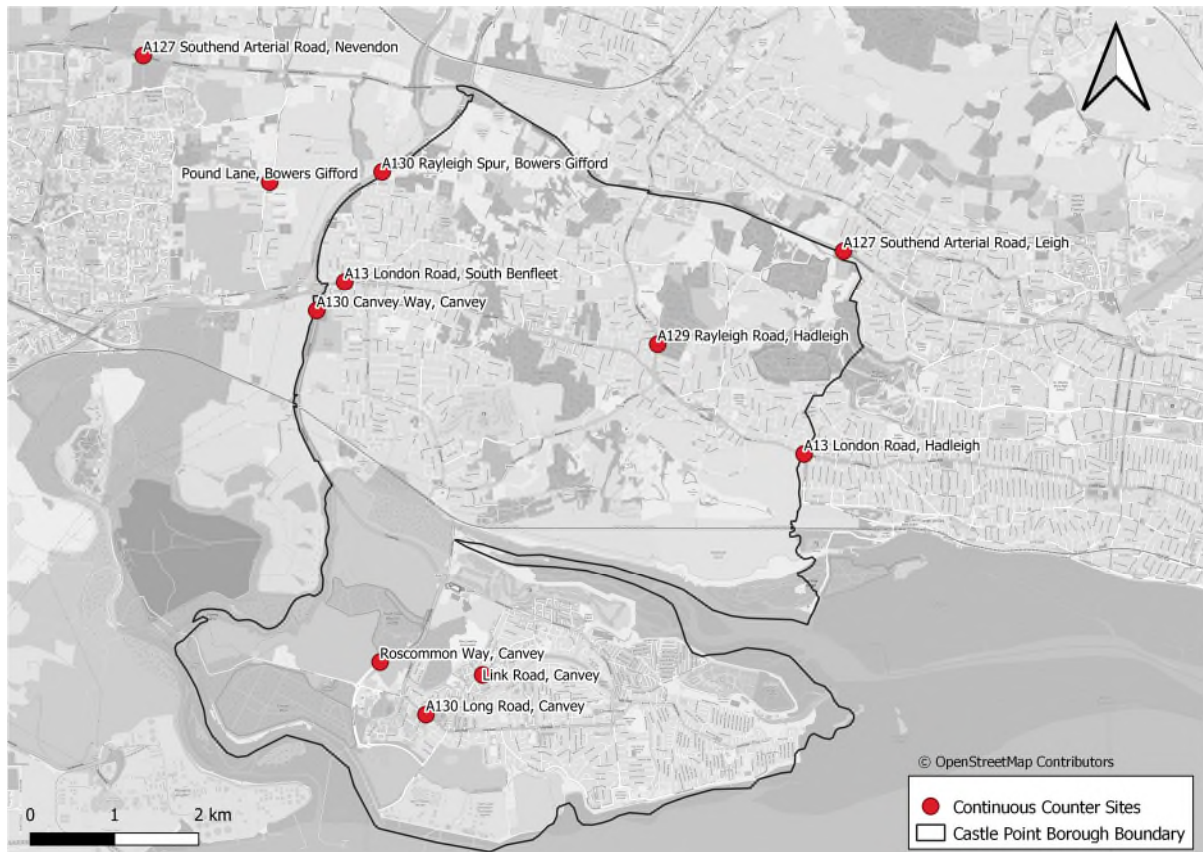 A127 Southend Arterial Road, Nevendon
A130 Rayleigh Spur, Bowers Gifford
Pound Lane, Bowers Gifford
A127 Southend Arterial Road, Leigh
A13 London Road, South Benfleet
A130 Canvey Way, Canvey
A129 Rayleigh Road, Hadleigh
A13 London Road, Hadleigh
Roscommon Way, Canvey
Link Road, Canvey
A130 Long Road, Canvey
© OpenStreetMap Contributors
0 1 2 km
Continuous Counter Sites
Castle Point Borough Boundary